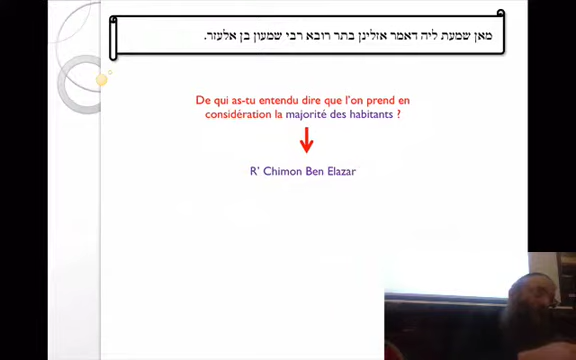 מאן שמעת ליה דאמר אזלינן בתר רובא רבי שמעון בן אלעזר.
De qui as-tu entendu dire que l'on prend en
considération la majorité des habitants ?
R' Chimon Ben Elazar